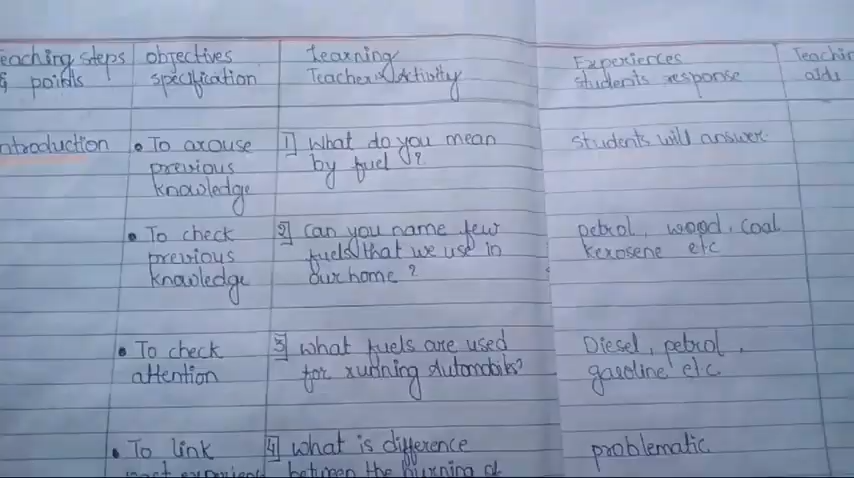 eaching steps objectives Learning Experiences Teachin
& points specification Teacher's Activity students response aids
ntroduction • To arouse 1] What do you mean students will answer.
previous by fuel ?
knowledge
• To check 2] Can you name few petrol, wood, coal
previous fuels that we use in kerosene etc
knowledge our home ?
• To check 3] what fuels are used Diesel, petrol,
attention for running Automobiles? gasoline etc
• To link 4] what is difference problematic
between the burning of